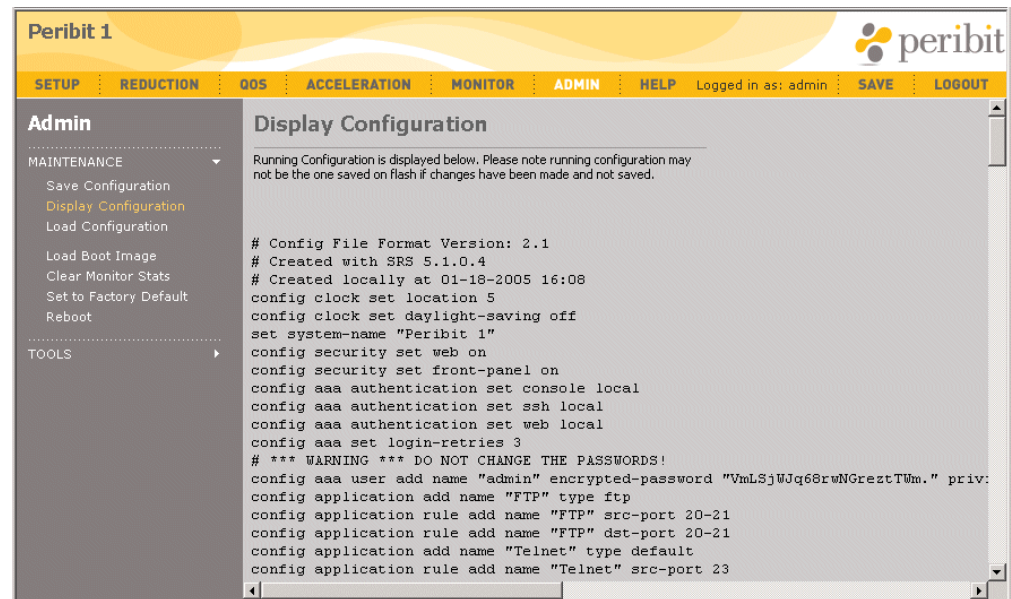 Peribit 1
peribit
SETUP REDUCTION QOS ACCELERATION MONITOR ADMIN HELP Logged in as: admin SAVE LOGOUT
Admin
MAINTENANCE
Save Configuration
Display Configuration
Load Configuration
Load Boot Image
Clear Monitor Stats
Set to Factory Default
Reboot
TOOLS
Display Configuration
Running Configuration is displayed below. Please note running configuration may
not be the one saved on flash if changes have been made and not saved.
# Config File Format Version: 2.1
# Created with SRS 5.1.0.4
# Created locally at 01-18-2005 16:08
config clock set location 5
config clock set daylight-saving off
set system-name "Peribit 1"
config security set web on
config security set front-panel on
config aaa authentication set console local
config aaa authentication set ssh local
config aaa authentication set web local
config aaa set login-retries 3
# *** WARNING *** DO NOT CHANGE THE PASSWORDS!
config aaa user add name "admin" encrypted-password "VmLSjWJq68rwNGreztTWm." priv
config application add name "FTP" type ftp
config application rule add name "FTP" src-port 20-21
config application rule add name "FTP" dst-port 20-21
config application add name "Telnet" type default
config application rule add name "Telnet" src-port 23